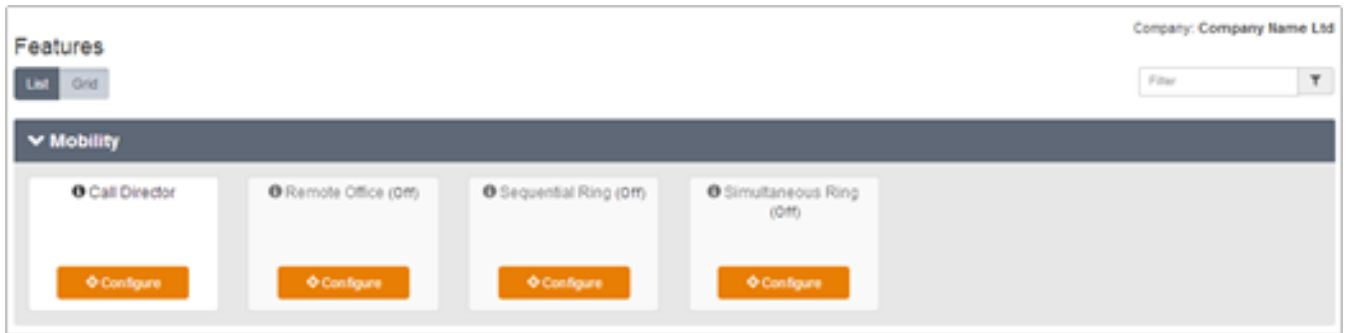 Company: Company Name Ltd
Features
List Grid
Filter
Mobility
Call Director
Remote Office (Off)
Sequential Ring (Off)
Simultaneous Ring
(Off)
Configure
Configure
Configure
Configure